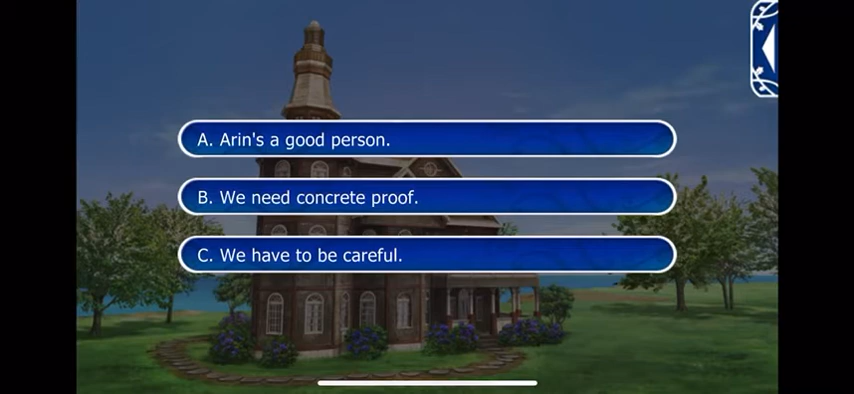 A. Arin's a good person.
B. We need concrete proof.
C. We have to be careful.